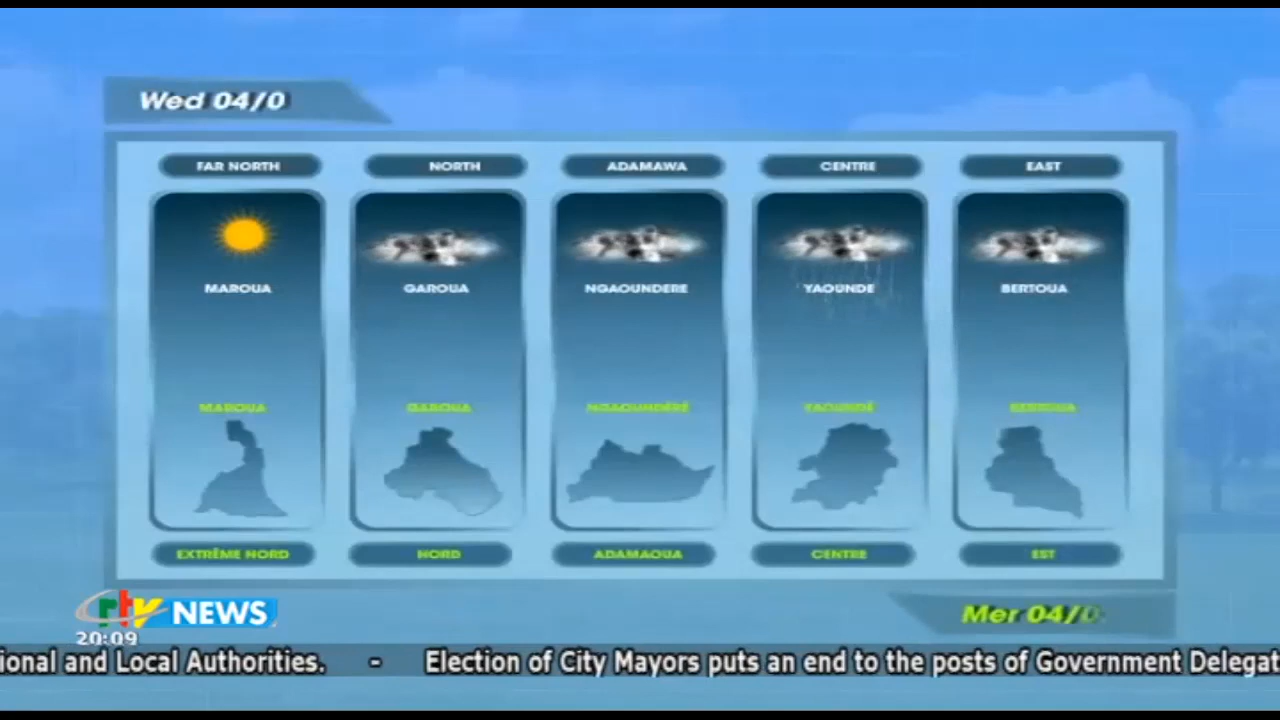 Wed 04/0
FAR NORTH NORTH ADAMAWA CENTRE EAST
MAROUA GAROUA NGAOUNDERE YAOUNDE BERTOUA
MAROUA GAROUA NGAOUNDÉRÉ YAOUNDÉ BERTOUA
EXTRÊME NORD NORD ADAMAOUA CENTRE EST
Mer 04/0
rtv NEWS
20:09
ional and Local Authorities. - Election of City Mayors puts an end to the posts of Government Delegat